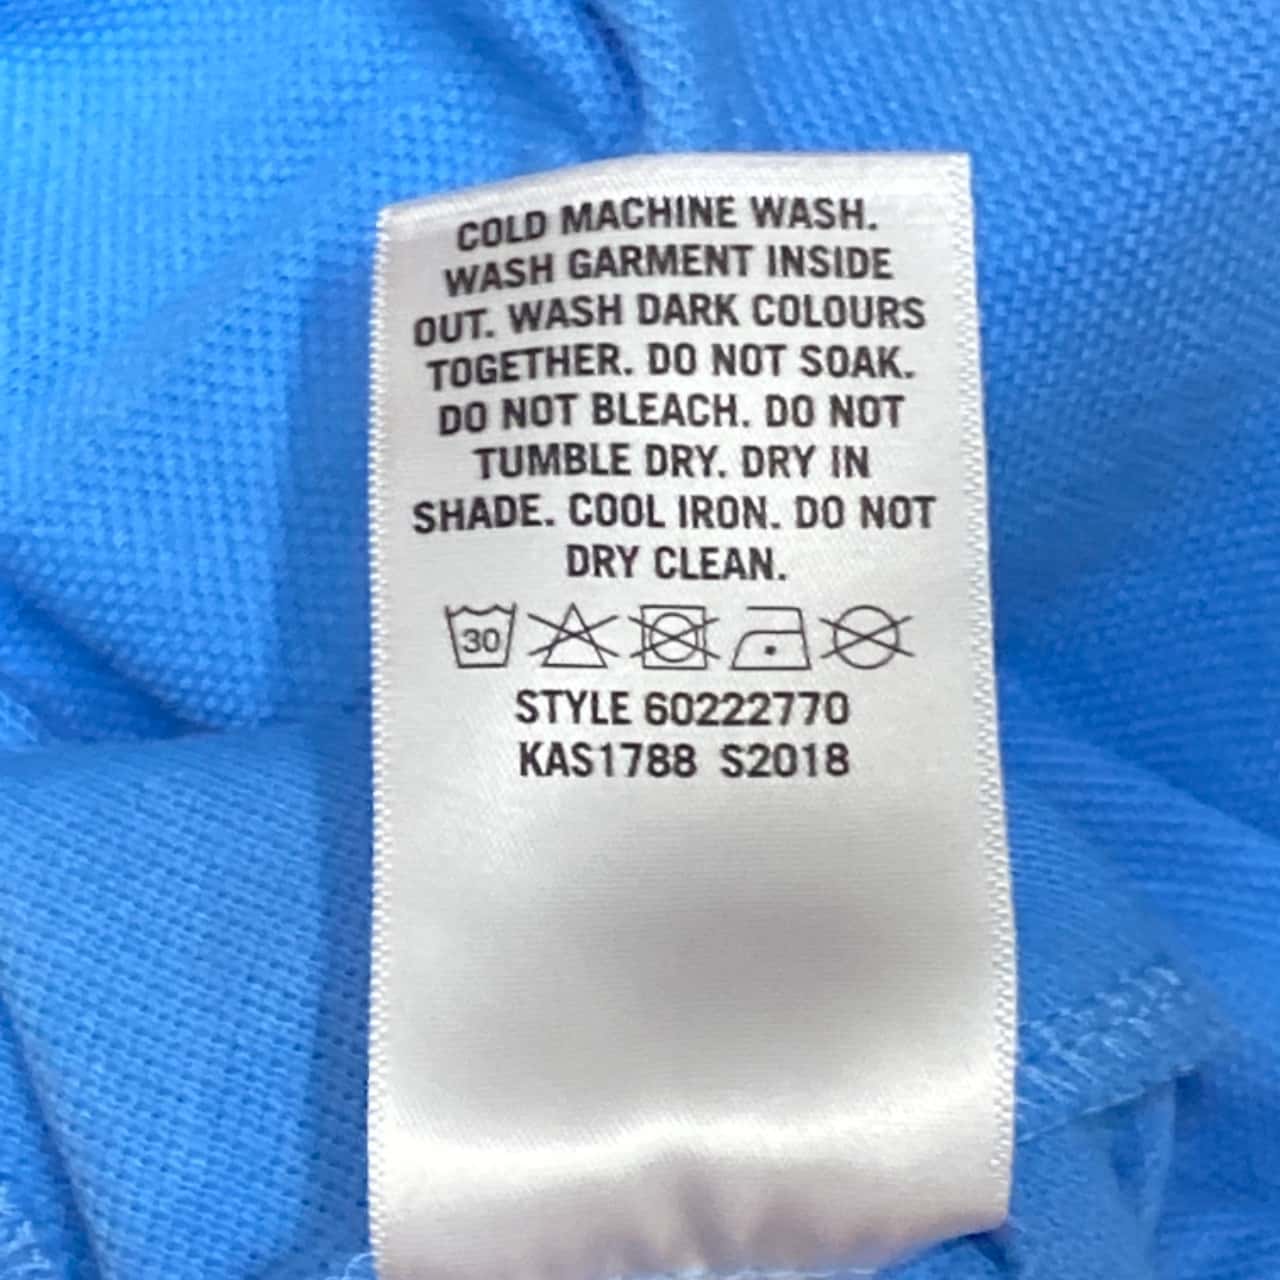 COLD MACHINE WASH.
WASH GARMENT INSIDE
OUT. WASH DARK COLOURS
TOGETHER. DO NOT SOAK.
DO NOT BLEACH. DO NOT
TUMBLE DRY. DRY IN
SHADE. COOL IRON. DO NOT
DRY CLEAN.
30
STYLE 60222770
KAS1788 S2018